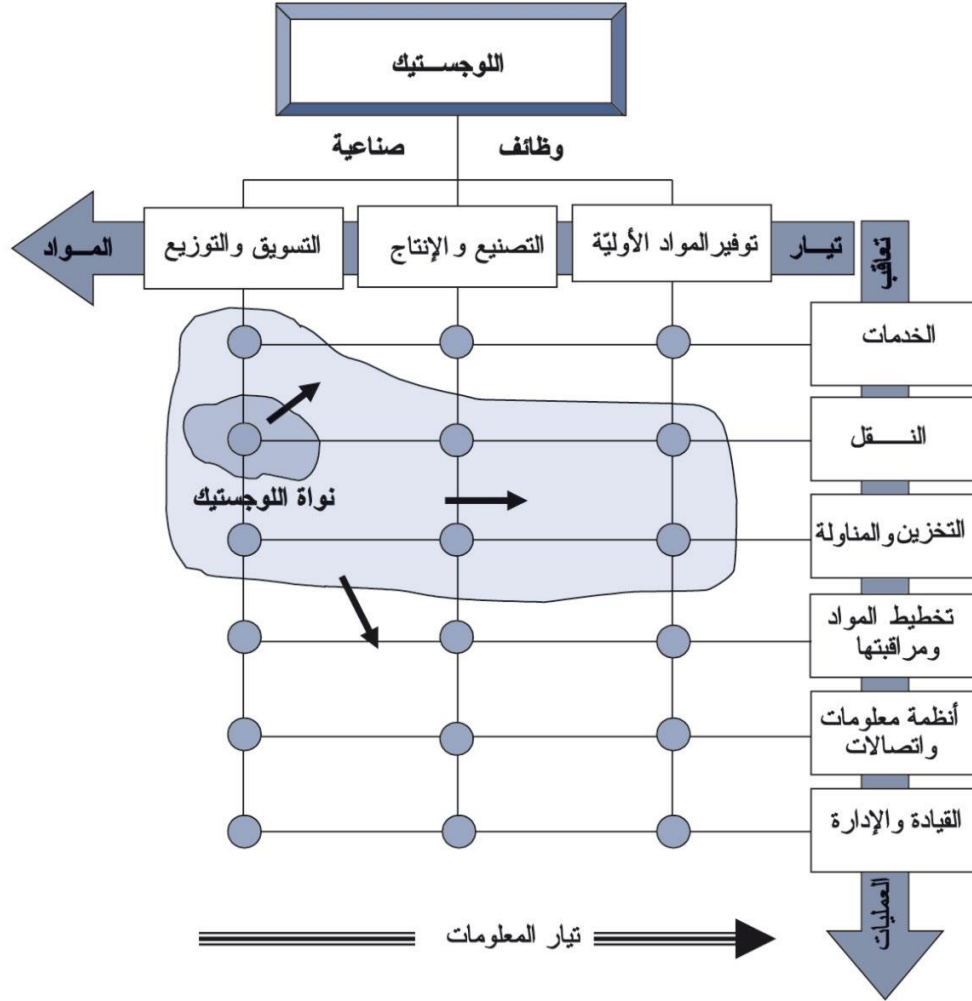 اللوجستيك
وظائف صناعية
توفير المواد الأوليّة
التصنيع والإنتاج
التسويق والتوزيع
تيار المواد
تعاقب العمليات
الخدمات
النقل
نواة اللوجستيك
التخزين والمناولة
تخطيط المواد
ومراقبتها
أنظمة معلومات
واتصالات
القيادة والإدارة
تيار المعلومات